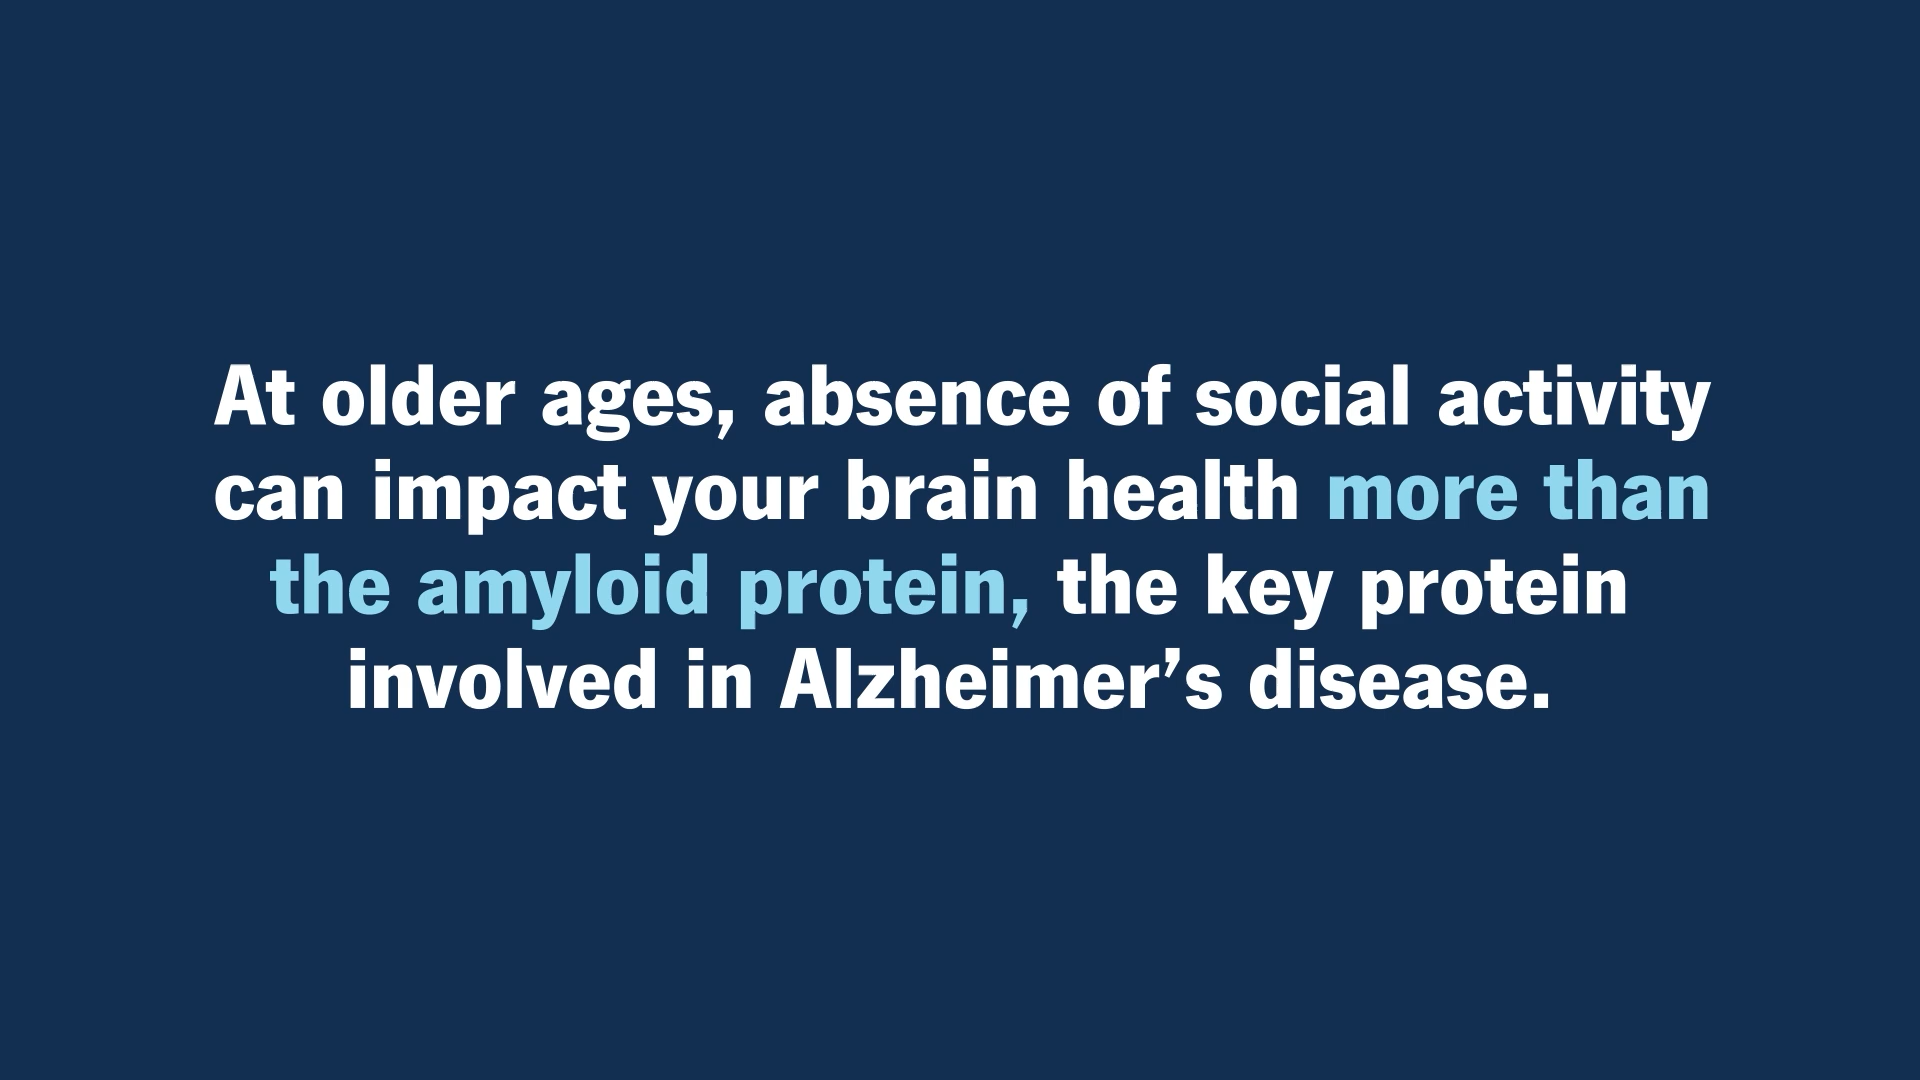 At older ages, absence of social activity
can impact your brain health more than
the amyloid protein, the key protein
involved in Alzheimer’s disease.